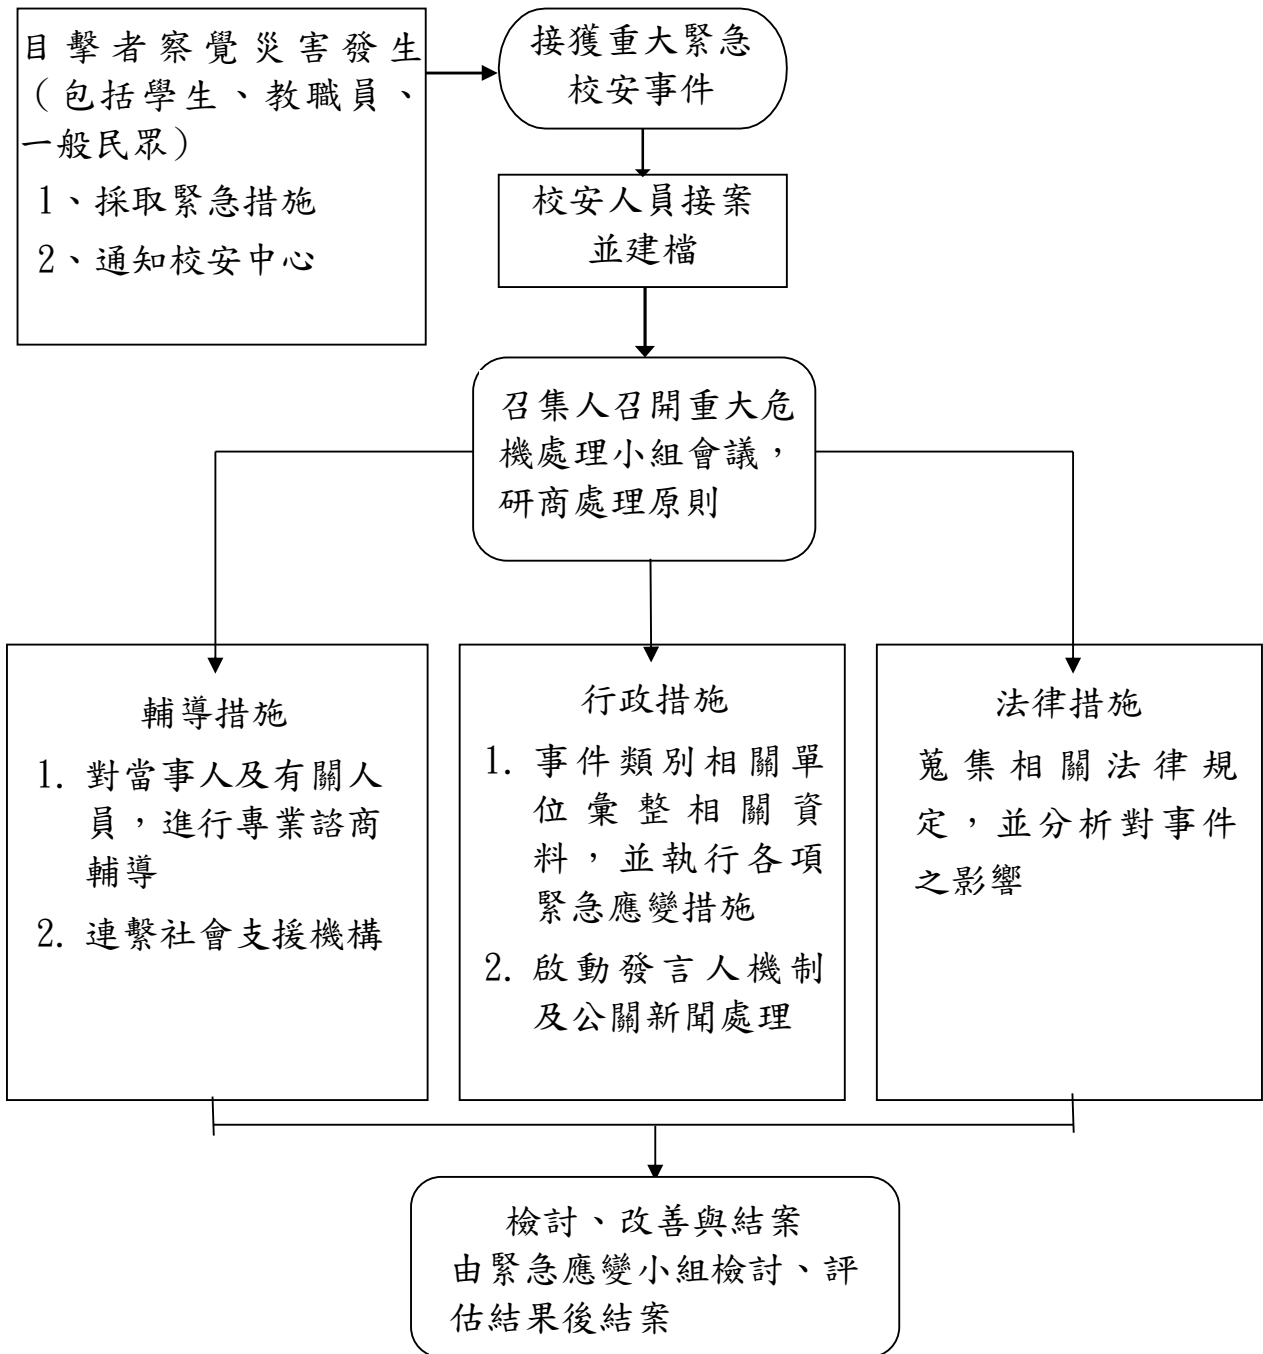 目擊者察覺災害發生
（包括學生、教職員、
一般民眾）
1、採取緊急措施
2、通知校安中心
接獲重大緊急
校安事件
校安人員接案
並建檔
召集人召開重大危
機處理小組會議，
研商處理原則
輔導措施
1. 對當事人及有關人
員，進行專業諮商
輔導
2. 連繫社會支援機構
行政措施
1. 事件類別相關單
位彙整相關資
料，並執行各項
緊急應變措施
2. 啟動發言人機制
及公關新聞處理
法律措施
蒐集相關法律規
定，並分析對事件
之影響
檢討、改善與結案
由緊急應變小組檢討、評
估結果後結案